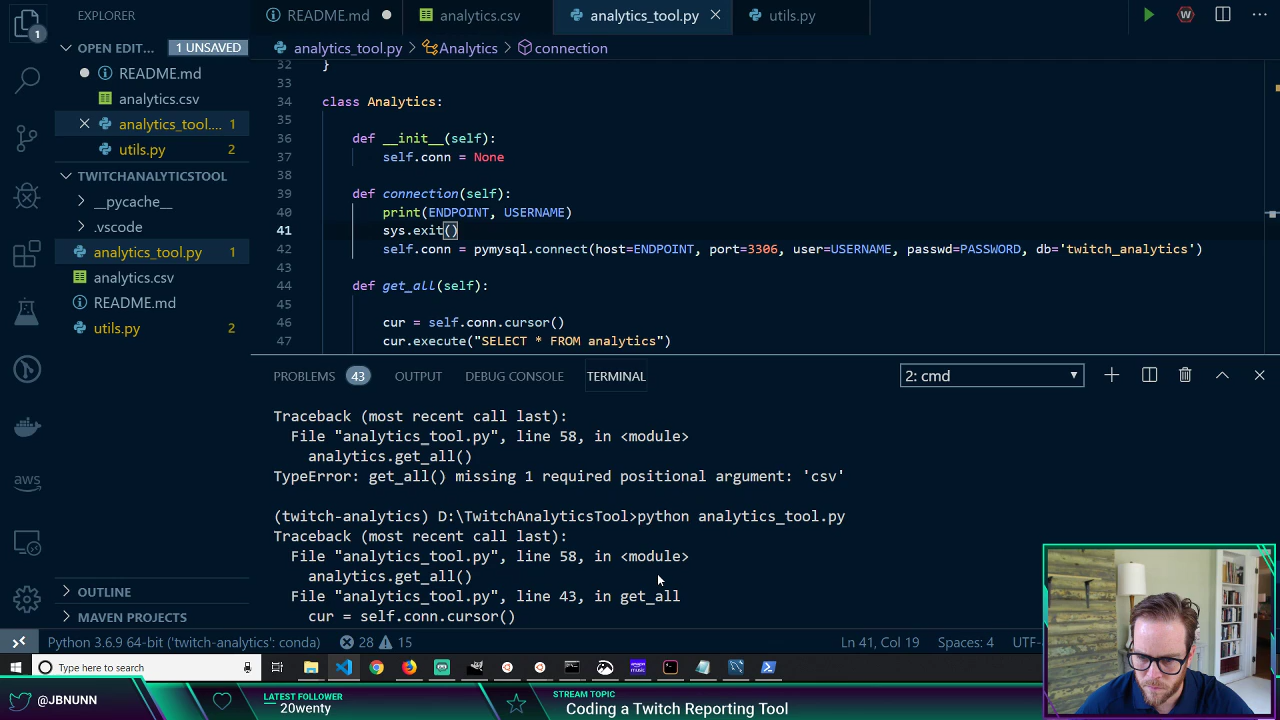 README.md
analytics.csv
analytics_tool.py
utils.py
1
EXPLORER
OPEN EDIT... 1 UNSAVED
README.md
analytics.csv
analytics_tool.... 1
utils.py 2
TWITCHANALYTICSTOOL
__pycache__
.vscode
analytics_tool.py 1
analytics.csv
README.md
utils.py 2
aws
OUTLINE
MAVEN PROJECTS
analytics_tool.py > Analytics > connection
32 }
33
34 class Analytics:
35
36 def __init__(self):
37 self.conn = None
38
39 def connection(self):
40 print(ENDPOINT, USERNAME)
41 sys.exit()
42 self.conn = pymysql.connect(host=ENDPOINT, port=3306, user=USERNAME, passwd=PASSWORD, db='twitch_analytics')
43
44 def get_all(self):
45
46 cur = self.conn.cursor()
47 cur.execute("SELECT * FROM analytics")
PROBLEMS 43 OUTPUT DEBUG CONSOLE TERMINAL 2: cmd
Traceback (most recent call last):
File "analytics_tool.py", line 58, in <module>
analytics.get_all()
TypeError: get_all() missing 1 required positional argument: 'csv'
(twitch-analytics) D:\TwitchAnalyticsTool>python analytics_tool.py
Traceback (most recent call last):
File "analytics_tool.py", line 58, in <module>
analytics.get_all()
File "analytics_tool.py", line 43, in get_all
cur = self.conn.cursor()
Python 3.6.9 64-bit ('twitch-analytics': conda) 28 15 Ln 41, Col 19 Spaces: 4 UTF-
Type here to search
@JBNUNN
LATEST FOLLOWER
20wenty
STREAM TOPIC
Coding a Twitch Reporting Tool